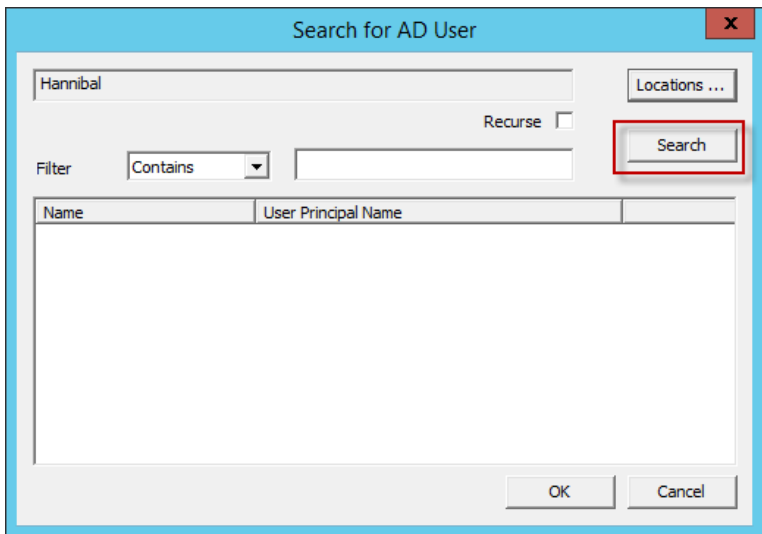 Search for AD User
x
Hannibal
Locations ...
Recurse
Search
Filter
Contains
Name User Principal Name
OK Cancel